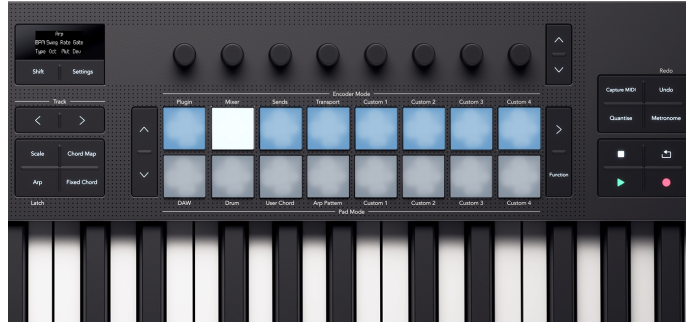 Arp
BPM Swing Rate Gate
Type Oct Mut Dev
Shift
Settings
Track
Scale
Chord Map
Arp
Fixed Chord
Latch
Encoder Mode
Plugin
Mixer
Sends
Transport
Custom 1
Custom 2
Custom 3
Custom 4
DAW
Drum
User Chord
Arp Pattern
Custom 1
Custom 2
Custom 3
Custom 4
Pad Mode
Function
Redo
Capture MIDI
Undo
Quantise
Metronome